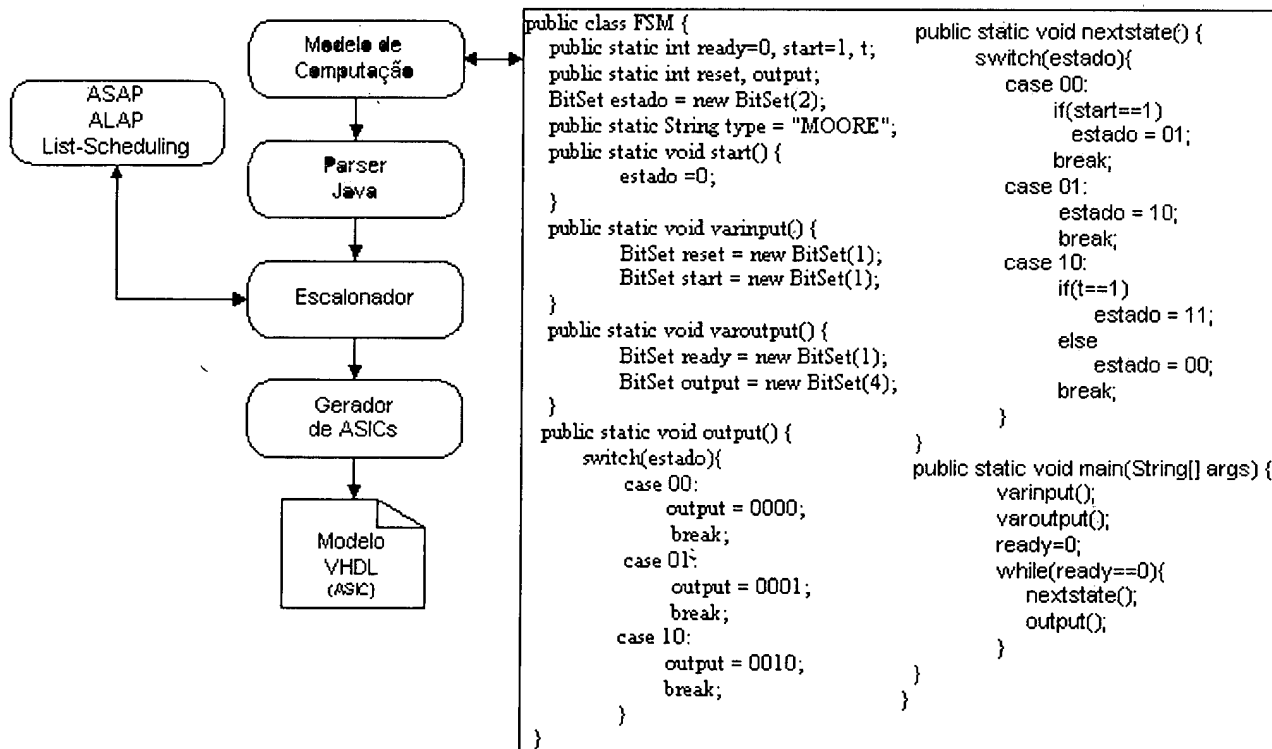 Modelo de
Computação
ASAP
ALAP
List-Scheduling
Parser
Java
Escalonador
Gerador
de ASICs
Modelo
VHDL
(ASIC)
public class FSM {
public static int ready=0, start=1, t;
public static int reset, output;
BitSet estado = new BitSet(2);
public static String type = "MOORE";
public static void start() {
estado =0;
}
public static void varinput() {
BitSet reset = new BitSet(1);
BitSet start = new BitSet(1);
}
public static void varoutput() {
BitSet ready = new BitSet(1);
BitSet output = new BitSet(4);
}
public static void output() {
switch(estado){
case 00:
output = 0000;
break;
case 01:
output = 0001;
break;
case 10:
output = 0010;
break;
}
}
public static void nextstate() {
switch(estado){
case 00:
if(start==1)
estado = 01;
break;
case 01:
estado = 10;
break;
case 10:
if(t==1)
estado = 11;
else
estado = 00;
break;
}
}
public static void main(String[] args) {
varinput();
varoutput();
ready=0;
while(ready==0){
nextstate();
output();
}
}
}